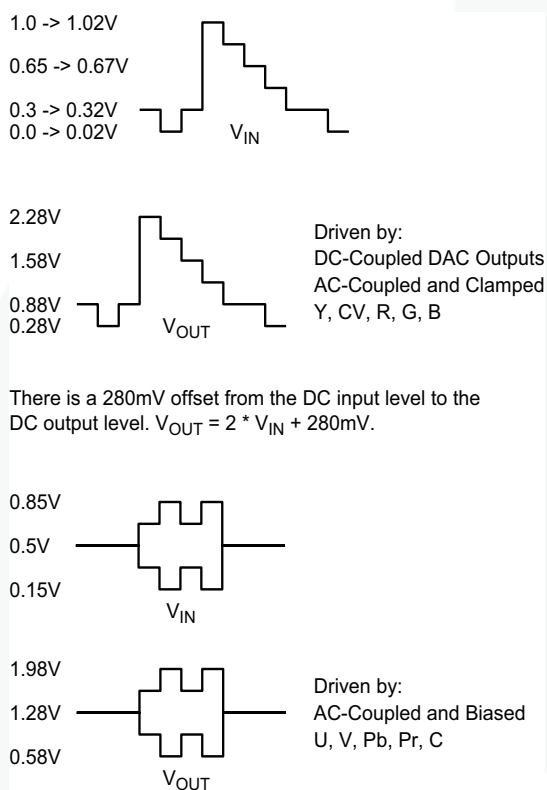 1.0 -> 1.02V
0.65 -> 0.67V
0.3 -> 0.32V
0.0 -> 0.02V
VIN
2.28V
1.58V
0.88V
0.28V
VOUT
Driven by:
DC-Coupled DAC Outputs
AC-Coupled and Clamped
Y, CV, R, G, B
There is a 280mV offset from the DC input level to the
DC output level. VOUT = 2 * VIN + 280mV.
0.85V
0.5V
0.15V
VIN
1.98V
1.28V
0.58V
VOUT
Driven by:
AC-Coupled and Biased
U, V, Pb, Pr, C